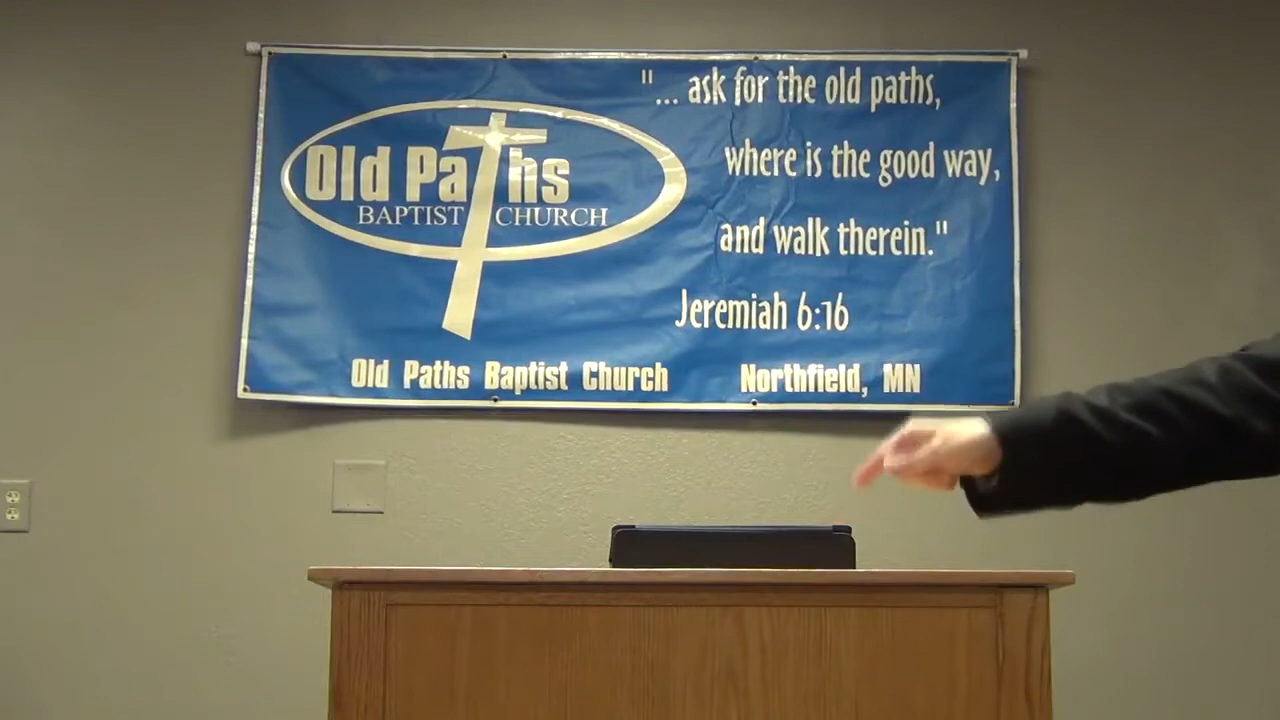 Old Paths
BAPTIST CHURCH
"... ask for the old paths,
where is the good way,
and walk therein."
Jeremiah 6:16
Old Paths Baptist Church Northfield, MN